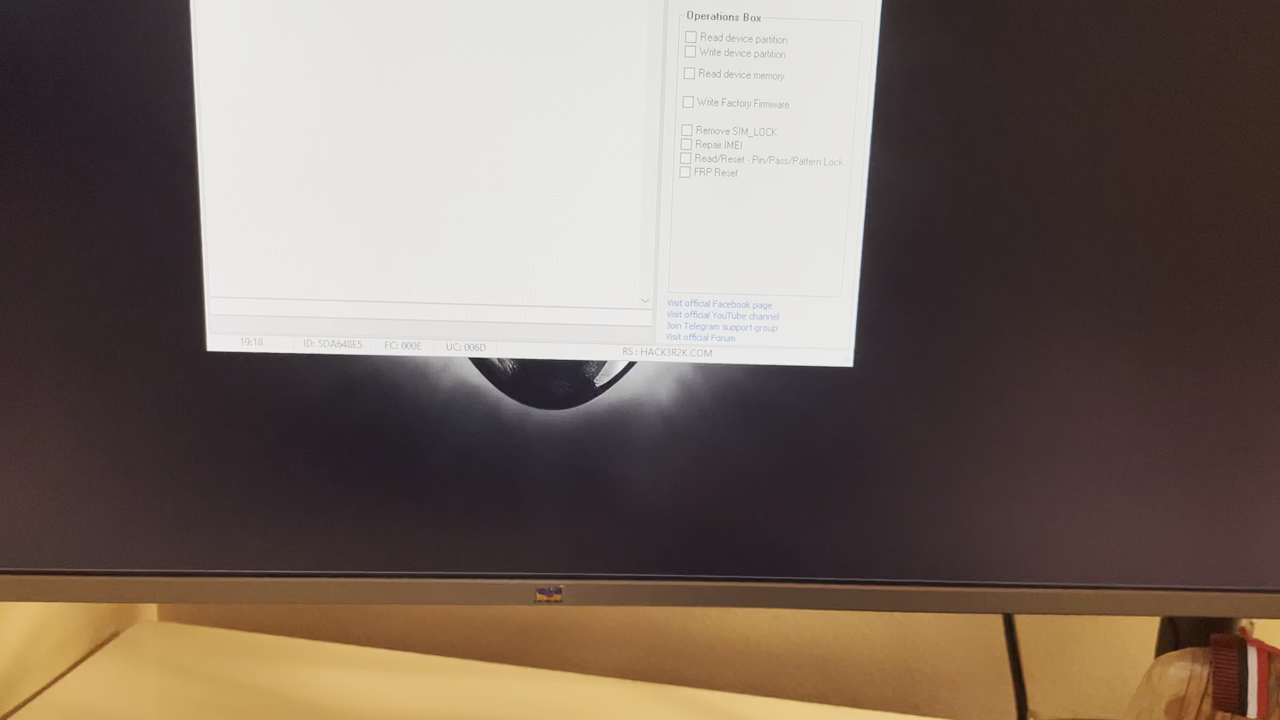 Operations Box
Read device partition
Write device partition
Read device memory
Write Factory Firmware
Remove SIM_LOCK
Repair IMEI
Read/Reset - Pin/Pass/Pattern Lock
FRP Reset
Visit official Facebook page
Visit official YouTube channel
Join Telegram support group
Visit official Forum
19:18 ID: 5DA648E5 FC: 000E UC: 006D RS : HACK3R2K.COM